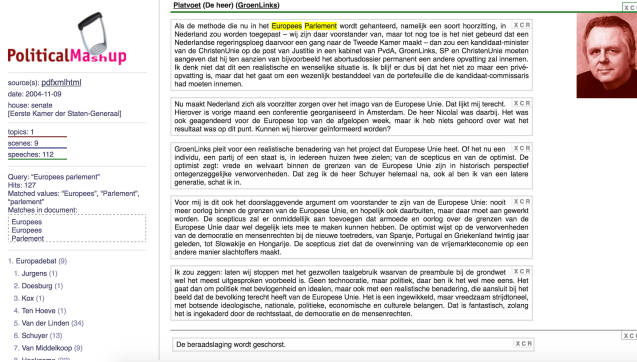 PoliticalMashup
source(s): pdfxmlhtml
date: 2004-11-09
house: senate
[Eerste Kamer der Staten-Generaal]
topics: 1
scenes: 9
speeches: 112
Query: "Europees parlement"
Hits: 127
Matched values: "Europees", "Parlement",
"parlement"
Matches in document:
Europees
Europees
Parlement
1. Europadebat (9)
1. Jurgens (1)
2. Doesburg (1)
3. Kox (1)
4. Ten Hoeve (1)
5. Van der Linden (34)
6. Schuyer (13)
7. Van Middelkoop (9)
Platvoet (De heer) (GroenLinks)
X C R
Als de methode die nu in het Europees Parlement wordt gehanteerd, namelijk een soort hoorzitting, in X C R
Nederland zou worden toegepast – wij zijn daar voorstander van, maar tot nog toe is het niet gebeurd dat een
Nederlandse regeringsploeg daarvoor een gang naar de Tweede Kamer maakt – dan zou een kandidaat-minister
van de ChristenUnie op de post van Justitie in een kabinet van PvdA, GroenLinks, SP en ChristenUnie moeten
aangeven dat hij ten aanzien van bijvoorbeeld het abortusdossier permanent een andere opvatting zal innemen.
Ik denk niet dat dit een realistische en wenselijke situatie is. Ik blijf er dus bij dat het niet zo maar een privé-
opvatting is, maar dat het gaat om een wezenlijk bestanddeel van de portefeuille die de kandidaat-commissaris
had moeten innemen.
Nu maakt Nederland zich als voorzitter zorgen over het imago van de Europese Unie. Dat lijkt mij terecht. X C R
Hierover is vorige maand een conferentie georganiseerd in Amsterdam. De heer Nicolaï was daarbij. Het was
ook geagendeerd voor de Europese top van de afgelopen week, maar ik heb niets gehoord over wat het
resultaat was op dit punt. Kunnen wij hierover geïnformeerd worden?
GroenLinks pleit voor een realistische benadering van het project dat Europese Unie heet. Of het nu een X C R
individu, een partij of een staat is, in iedereen huizen twee zielen; van de scepticus en van de optimist. De
optimist zegt: vrede en welvaart binnen de grenzen van de Europese Unie zijn in historisch perspectief
ontegenzeggelijke verworvenheden. Dat zeg ik de heer Schuyer helemaal na, ook al ben ik van een latere
generatie, schat ik in.
Voor mij is dit ook het doorslaggevende argument om voorstander te zijn van de Europese Unie: nooit X C R
meer oorlog binnen de grenzen van de Europese Unie, en hopelijk ook daarbuiten, maar daar moet aan gewerkt
worden. De scepticus zal er onmiddellijk aan toevoegen dat armoede en oorlog over de grenzen van de
Europese Unie daar wel degelijk iets mee te maken kunnen hebben. De optimist wijst op de verworvenheden
van de democratie en mensenrechten bij de nieuwe toetreders, van Spanje, Portugal en Griekenland twintig jaar
geleden, tot Slowakije en Hongarije. De scepticus ziet dat de overwinning van de vrijemarkteconomie op een
andere manier slachtoffers maakt.
Ik zou zeggen: laten wij stoppen met het gezwollen taalgebruik waarvan de preambule bij de grondwet X C R
wel het meest uitgesproken voorbeeld is. Geen technocratie, maar politiek, daar ben ik het wel mee eens. Het
gaat dan om politiek met bevlogenheid en idealen, maar ook met een realistische benadering, die aansluit bij het
beeld dat de bevolking terecht heeft van de Europese Unie. Het is een ingewikkeld, maar vreedzaam strijdtoneel,
met botsende ideologische, nationale, politieke, economische en culturele belangen. Dat is fantastisch, zolang
het is ingekaderd door de rechtsstaat, de democratie en de mensenrechten.
X C R
De beraadslaging wordt geschorst. X C R